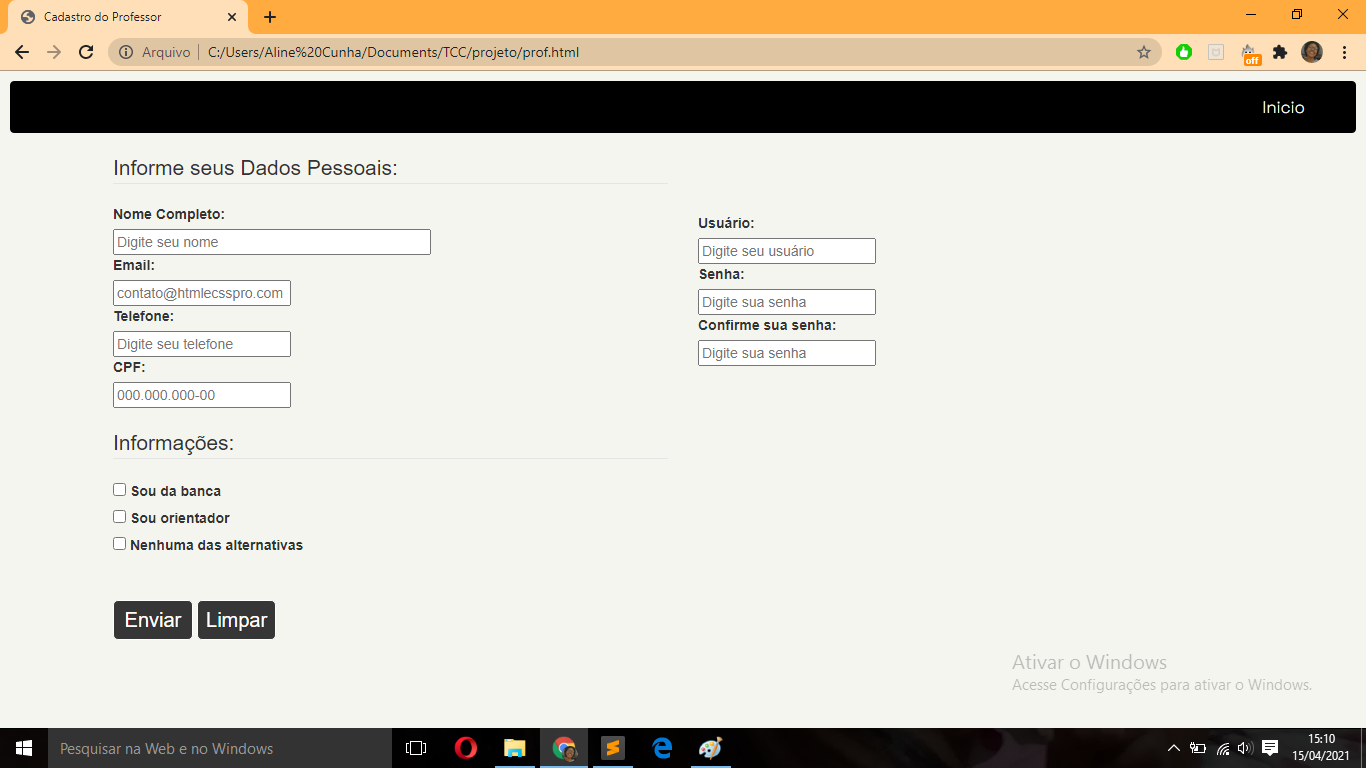 Cadastro do Professor
Arquivo
C:/Users/Aline%20Cunha/Documents/TCC/projeto/prof.html
off
Inicio
Informe seus Dados Pessoais:
Nome Completo:
Digite seu nome
Email:
contato@htmlecsspro.com
Telefone:
Digite seu telefone
CPF:
000.000.000-00
Usuário:
Digite seu usuário
Senha:
Digite sua senha
Confirme sua senha:
Digite sua senha
Informações:
Sou da banca
Sou orientador
Nenhuma das alternativas
Enviar
Limpar
Ativar o Windows
Acesse Configurações para ativar o Windows.
Pesquisar na Web e no Windows
15:10
15/04/2021